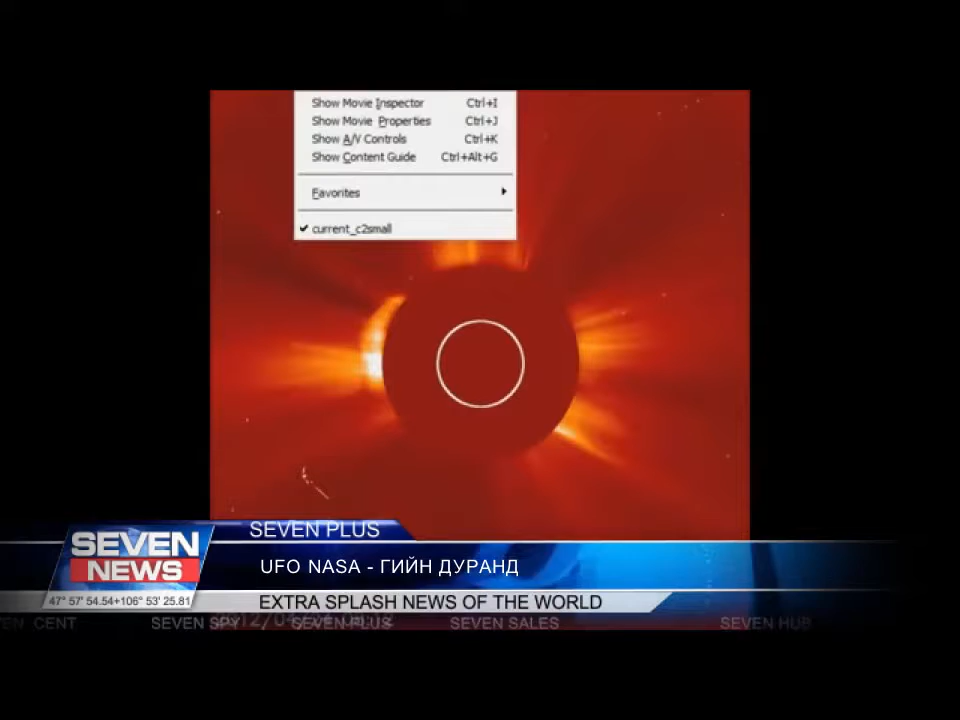 Show Movie Inspector Ctrl+I
Show Movie Properties Ctrl+J
Show A/V Controls Ctrl+K
Show Content Guide Ctrl+Alt+G
Favorites
current_c2small
SEVEN PLUS
SEVEN
NEWS
UFO NASA - ГИЙН ДУРАНД
47° 57' 54.54+106° 53' 25.81
EXTRA SPLASH NEWS OF THE WORLD
CENT SEVEN SPY SEVEN PLUS SEVEN SALES SEVEN HUB